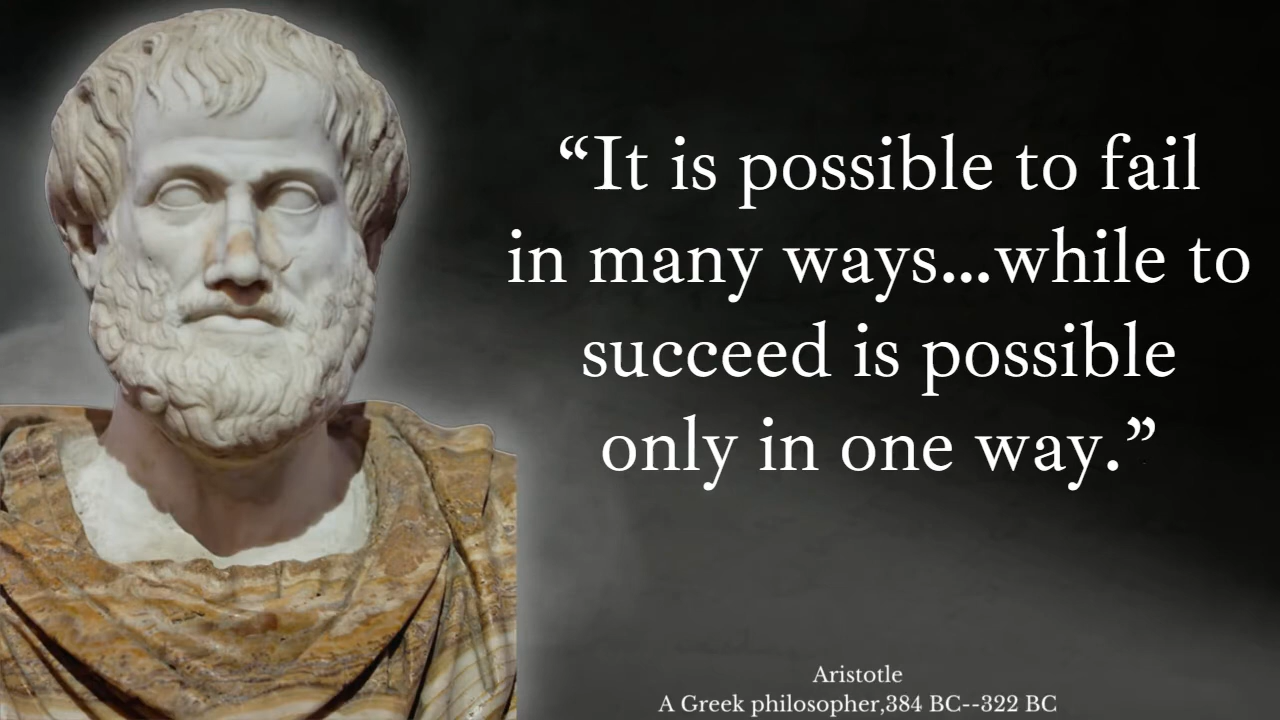 “It is possible to fail
in many ways...while to
succeed is possible
only in one way.”
Aristotle
A Greek philosopher,384 BC--322 BC